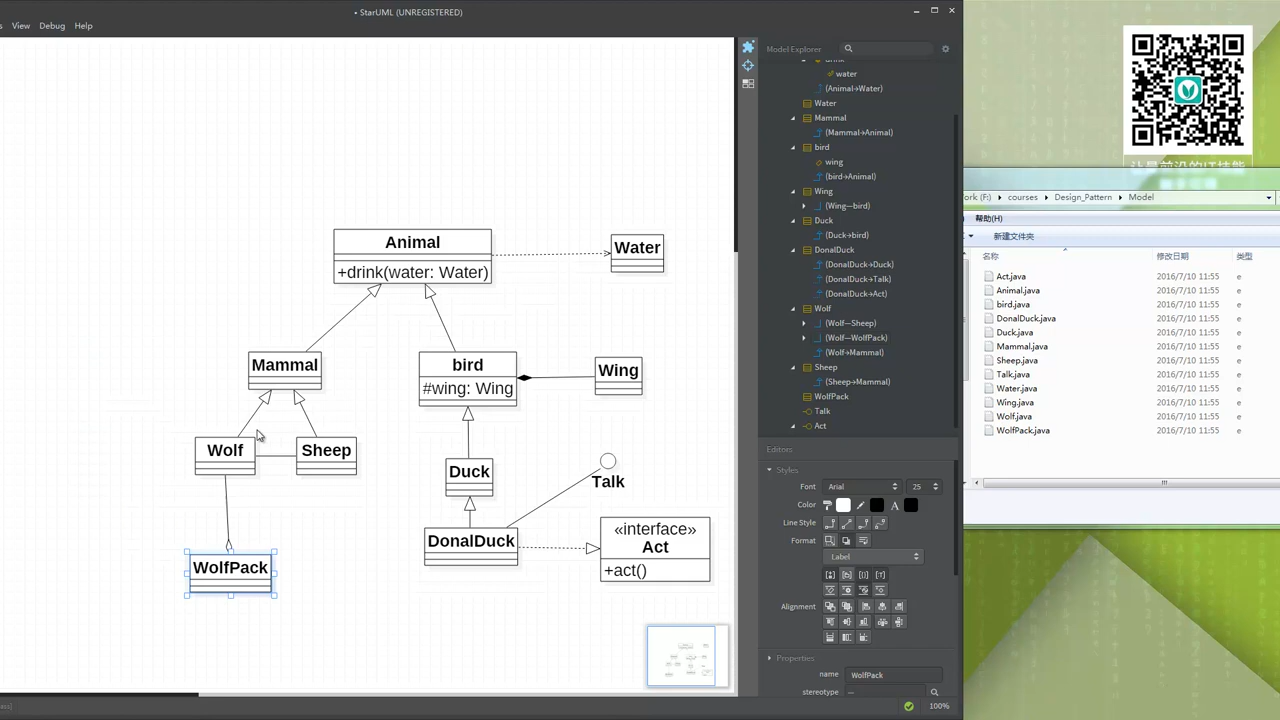 • StarUML (UNREGISTERED)
View Debug Help
Animal
+drink(water: Water)
Water
Mammal
bird
#wing: Wing
Wing
Wolf
Sheep
Duck
Talk
DonalDuck
«interface»
Act
+act()
WolfPack
Model Explorer
drink
water
(Animal→Water)
Water
Mammal
(Mammal→Animal)
bird
wing
(bird→Animal)
Wing
(Wing—bird)
Duck
(Duck→bird)
DonalDuck
(DonalDuck→Duck)
(DonalDuck→Talk)
(DonalDuck→Act)
Wolf
(Wolf—Sheep)
(Wolf—WolfPack)
(Wolf→Mammal)
Sheep
(Sheep→Mammal)
WolfPack
Talk
Act
Editors
Styles
Font Arial 25
Color A
Line Style
Format
Label
Alignment
Properties
name WolfPack
stereotype —
100%
ork (F:) courses Design_Pattern Model
帮助(H)
新建文件夹
名称 修改日期 类型
Act.java 2016/7/10 11:55
Animal.java 2016/7/10 11:55
bird.java 2016/7/10 11:55
DonalDuck.java 2016/7/10 11:55
Duck.java 2016/7/10 11:55
Mammal.java 2016/7/10 11:55
Sheep.java 2016/7/10 11:55
Talk.java 2016/7/10 11:55
Water.java 2016/7/10 11:55
Wing.java 2016/7/10 11:55
Wolf.java 2016/7/10 11:55
WolfPack.java 2016/7/10 11:55